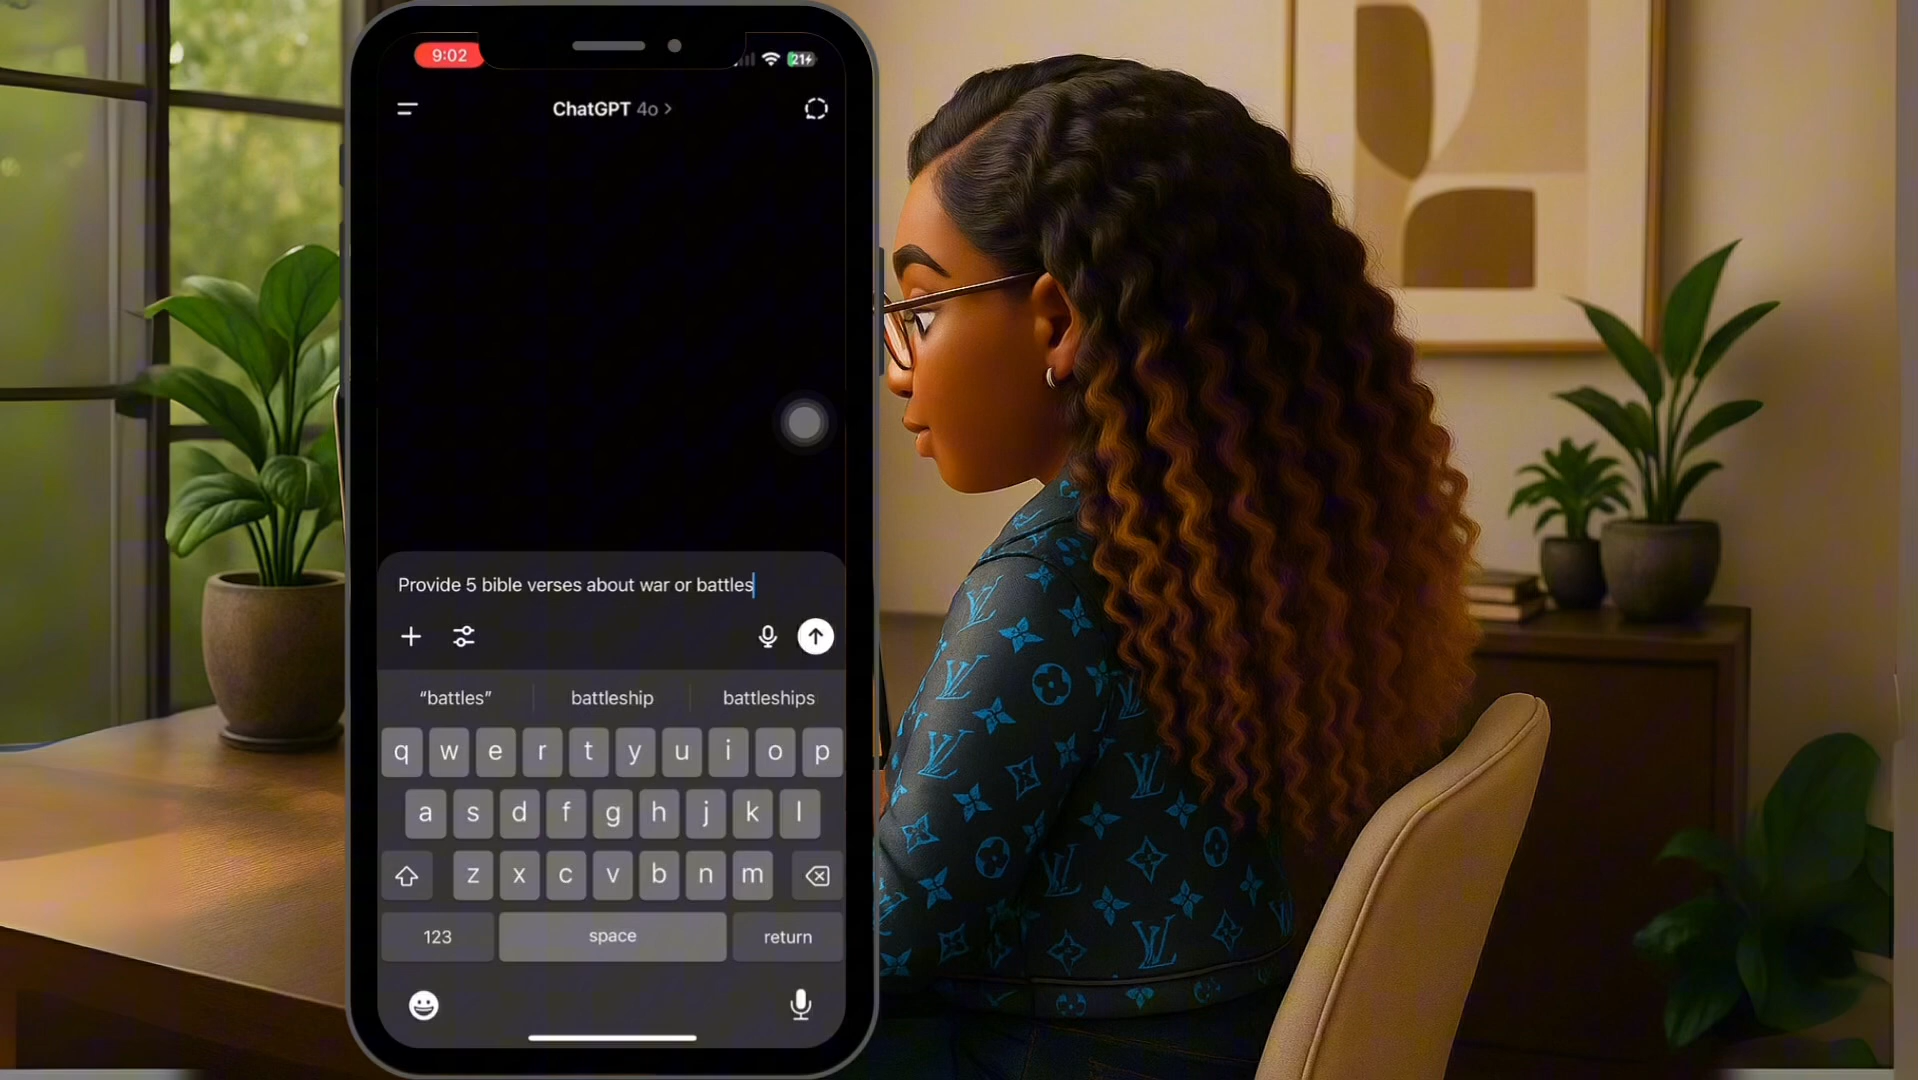 9:02
21
ChatGPT 4o >
Provide 5 bible verses about war or battles
“battles” battleship battleships
q w e r t y u i o p
a s d f g h j k l
z x c v b n m
123 space return